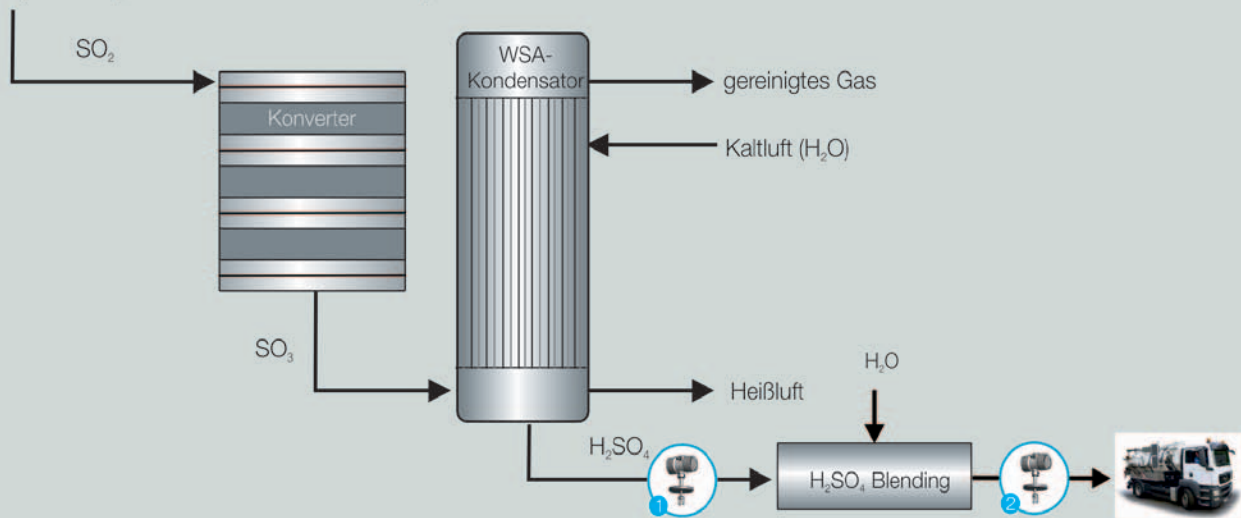 SO₂
WSA-
Kondensator
gereinigtes Gas
Konverter
Kaltluft (H₂O)
SO₃
H₂O
Heißluft
H₂SO₄
H₂SO₄ Blending
1
2